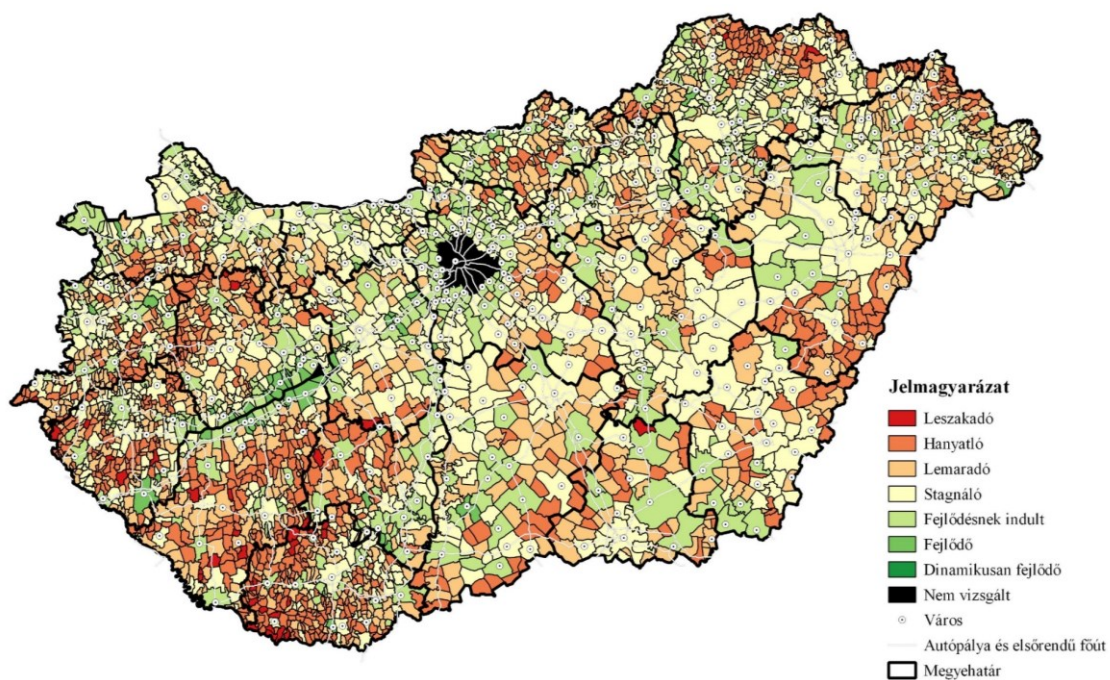 Jelmagyarázat
Leszakadó
Hanyatló
Lemaradó
Stagnáló
Fejlődésnek indult
Fejlődő
Dinamikusan fejlődő
Nem vizsgált
Város
Autópálya és elsőrendű főút
Megyehatár